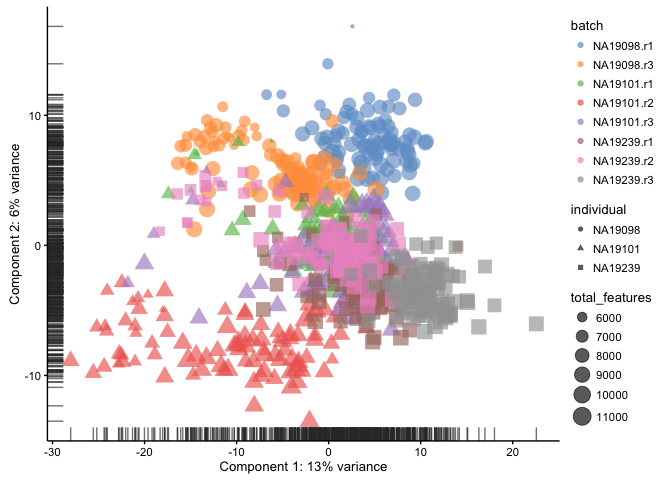 10
0
-10
Component 2: 6% variance
-30
-20
-10
0
10
20
Component 1: 13% variance
batch
NA19098.r1
NA19098.r3
NA19101.r1
NA19101.r2
NA19101.r3
NA19239.r1
NA19239.r2
NA19239.r3
individual
NA19098
NA19101
NA19239
total_features
6000
7000
8000
9000
10000
11000